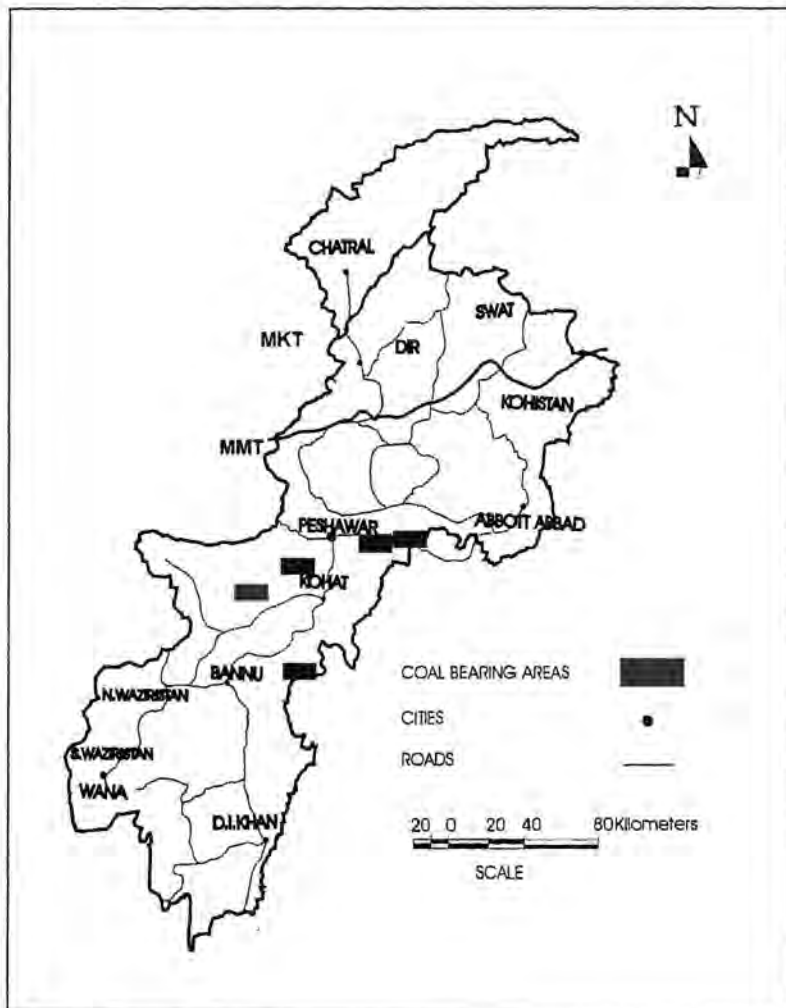 N
CHATRAL
SWAT
MKT
DIR
KOHISTAN
MMT
PESHAWAR
ABBOTT ABBAD
KOHAT
BANNU
COAL BEARING AREAS
N.WAZIRISTAN
CITIES
S.WAZIRISTAN
ROADS
WANA
D.I.KHAN
20 0 20 40 80Kilometers
SCALE